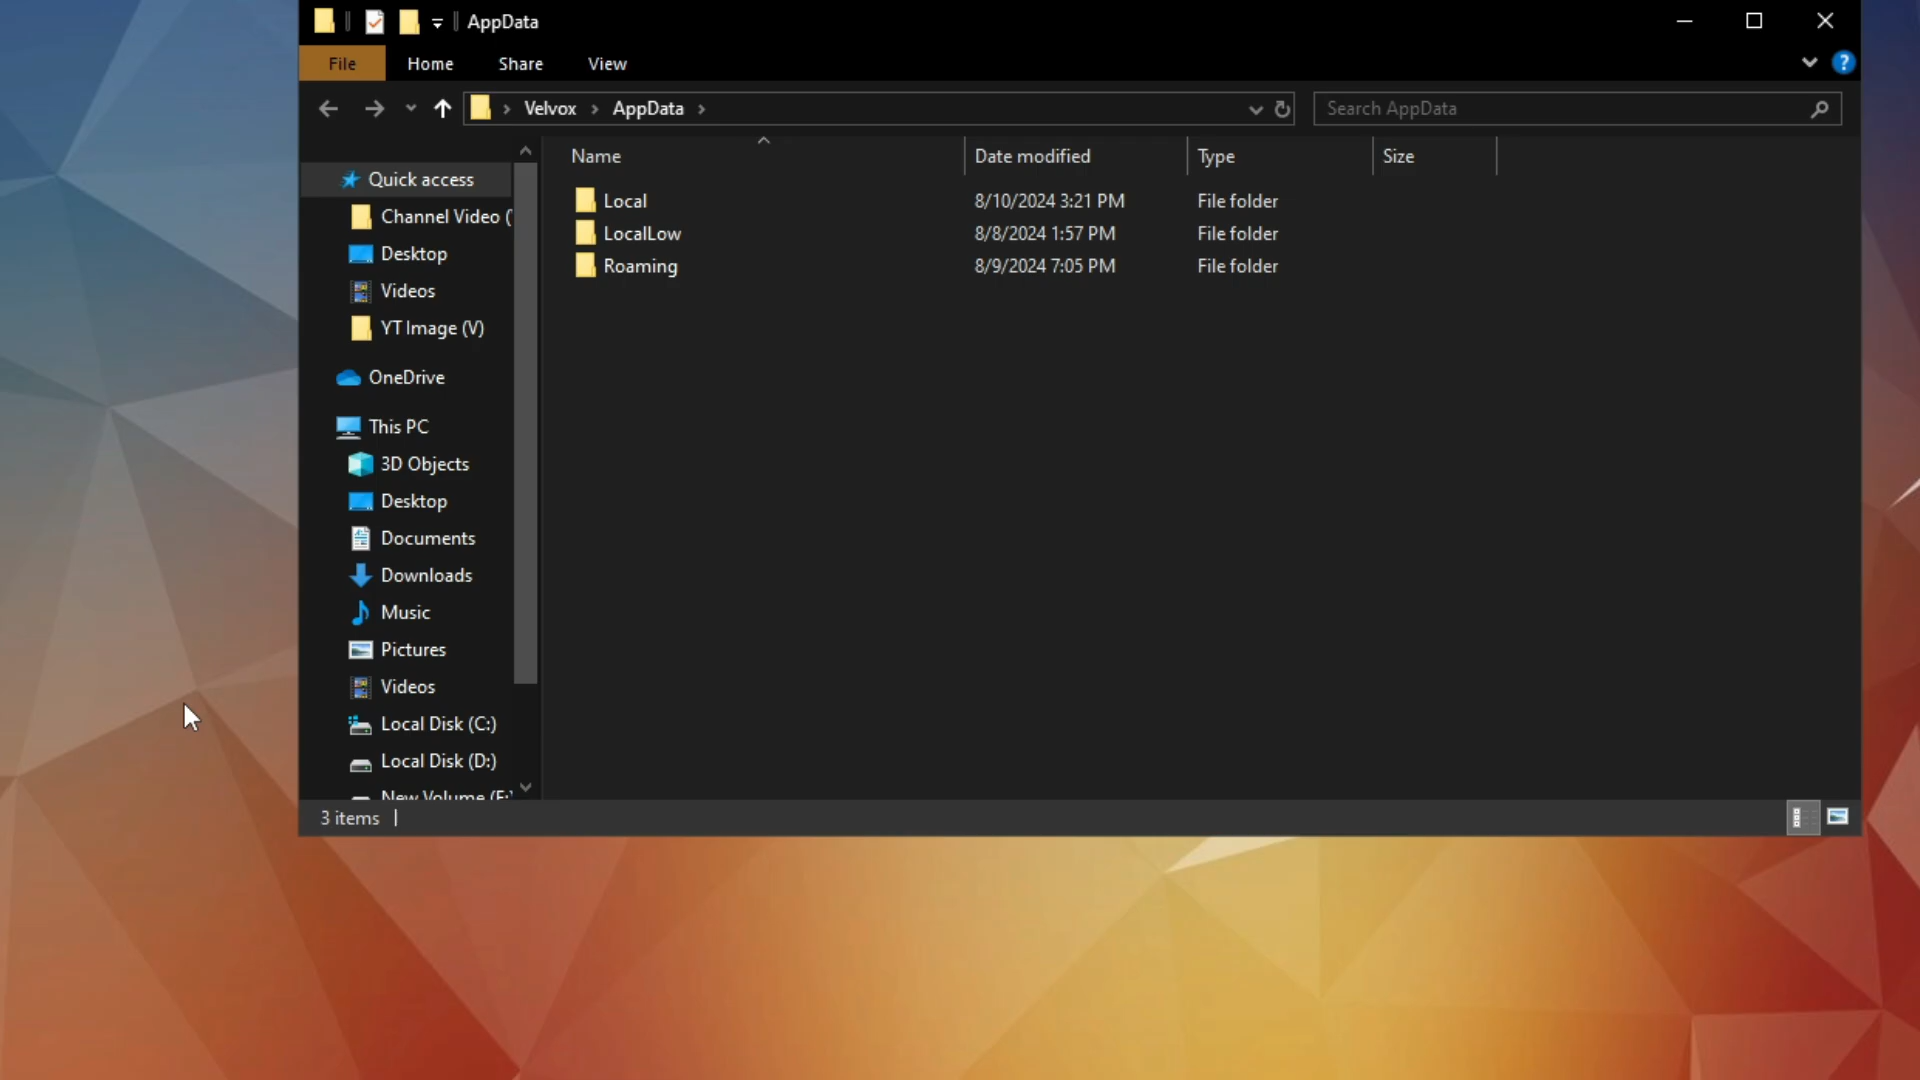 AppData
File Home Share View
?
Velvox > AppData >
Search AppData
Name Date modified Type Size
Local 8/10/2024 3:21 PM File folder
LocalLow 8/8/2024 1:57 PM File folder
Roaming 8/9/2024 7:05 PM File folder
Quick access
Channel Video (
Desktop
Videos
YT Image (V)
OneDrive
This PC
3D Objects
Desktop
Documents
Downloads
Music
Pictures
Videos
Local Disk (C:)
Local Disk (D:)
New Volume (E:)
3 items